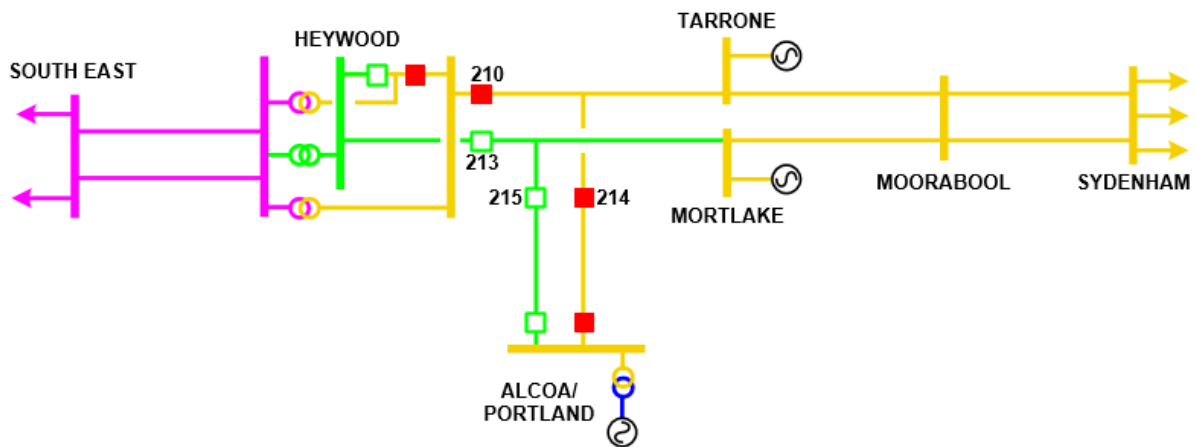 TARRONE
HEYWOOD
SOUTH EAST
210
213
215
214
MOORABOOL
SYDENHAM
MORTLAKE
ALCOA/
PORTLAND